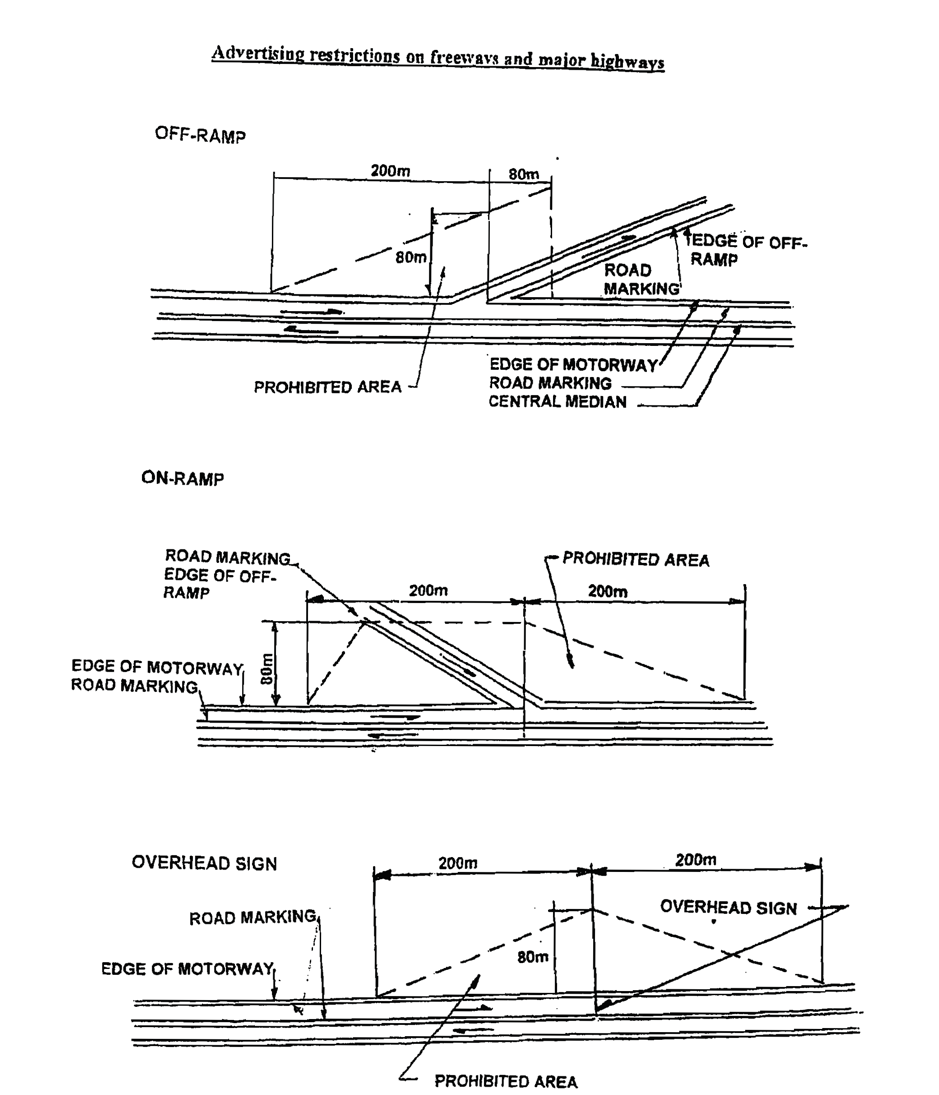 Advertising restrictions on freeways and major highways
OFF-RAMP
200m
80m
80m
EDGE OF OFF-
RAMP
ROAD
MARKING
EDGE OF MOTORWAY
ROAD MARKING
CENTRAL MEDIAN
PROHIBITED AREA
ON-RAMP
ROAD MARKING
EDGE OF OFF-
RAMP
PROHIBITED AREA
200m
200m
80m
EDGE OF MOTORWAY
ROAD MARKING
OVERHEAD SIGN
200m
200m
ROAD MARKING
OVERHEAD SIGN
80m
EDGE OF MOTORWAY
PROHIBITED AREA